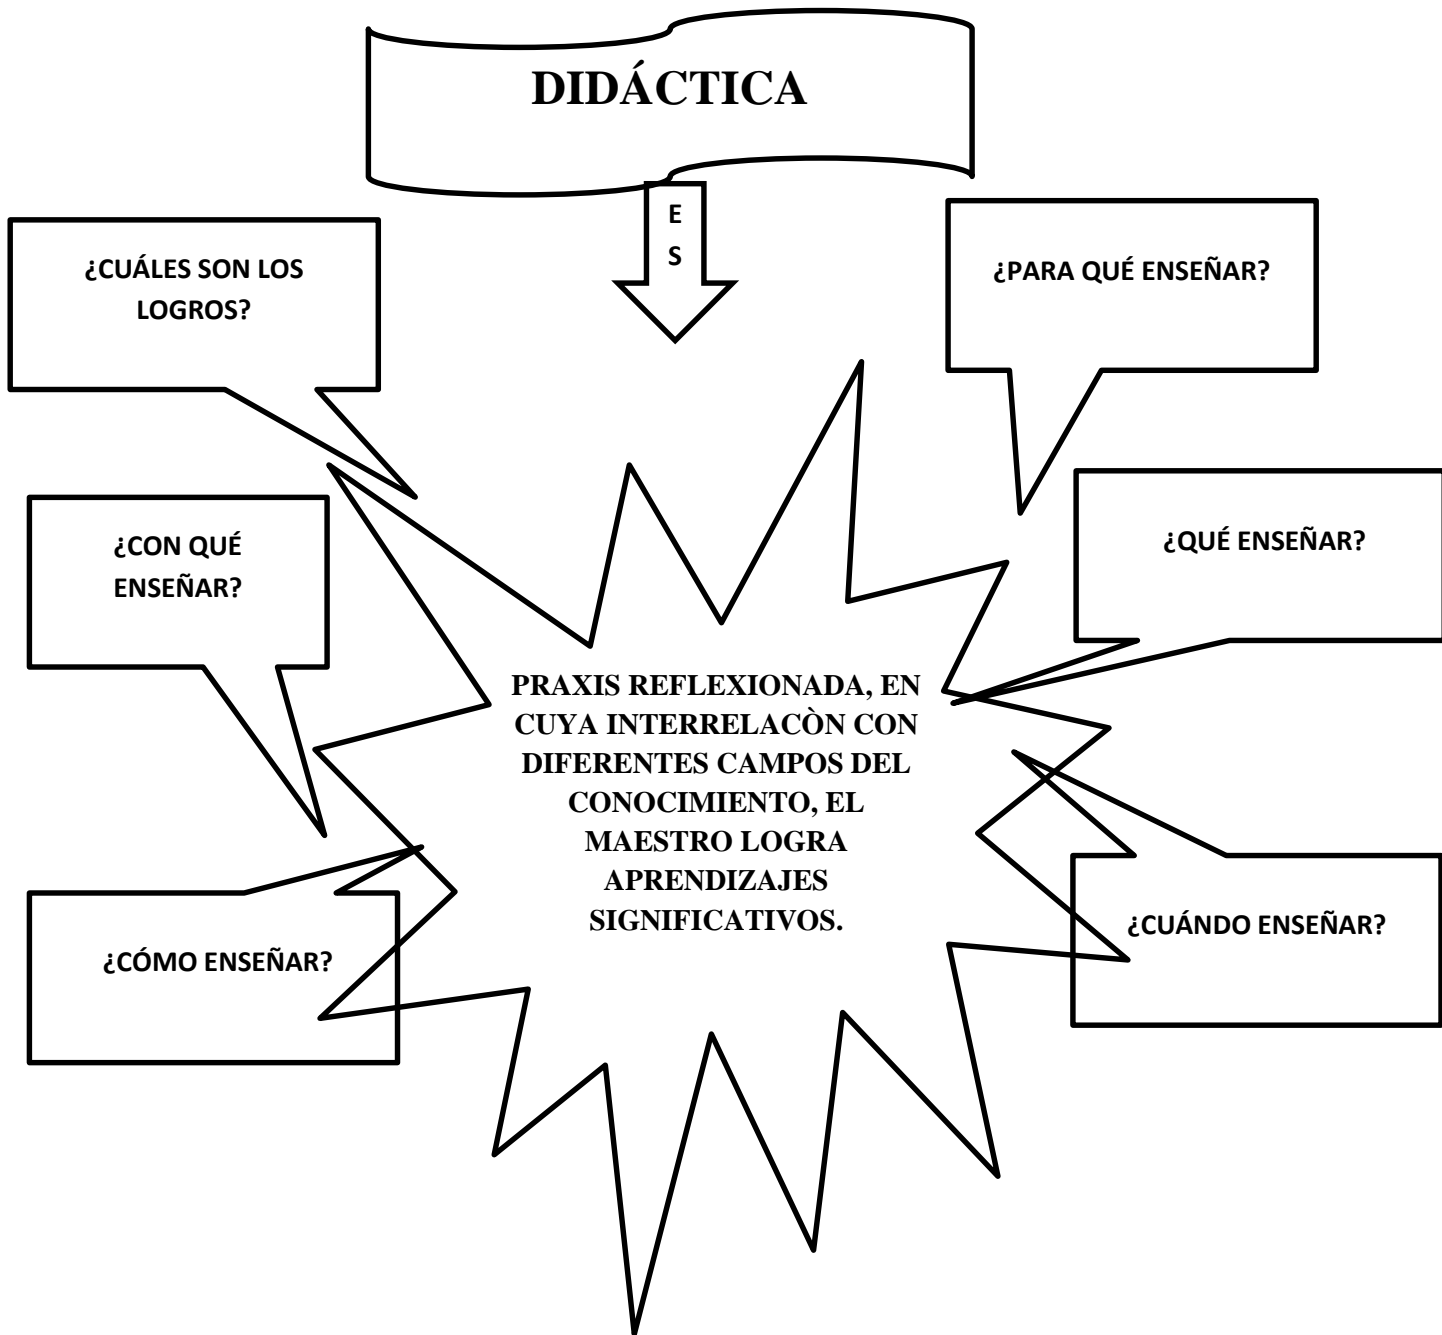 DIDÁCTICA
E
S
¿CUÁLES SON LOS
LOGROS?
¿PARA QUÉ ENSEÑAR?
¿CON QUÉ
ENSEÑAR?
¿QUÉ ENSEÑAR?
PRAXIS REFLEXIONADA, EN
CUYA INTERRELACÒN CON
DIFERENTES CAMPOS DEL
CONOCIMIENTO, EL
MAESTRO LOGRA
APRENDIZAJES
SIGNIFICATIVOS.
¿CÓMO ENSEÑAR?
¿CUÁNDO ENSEÑAR?